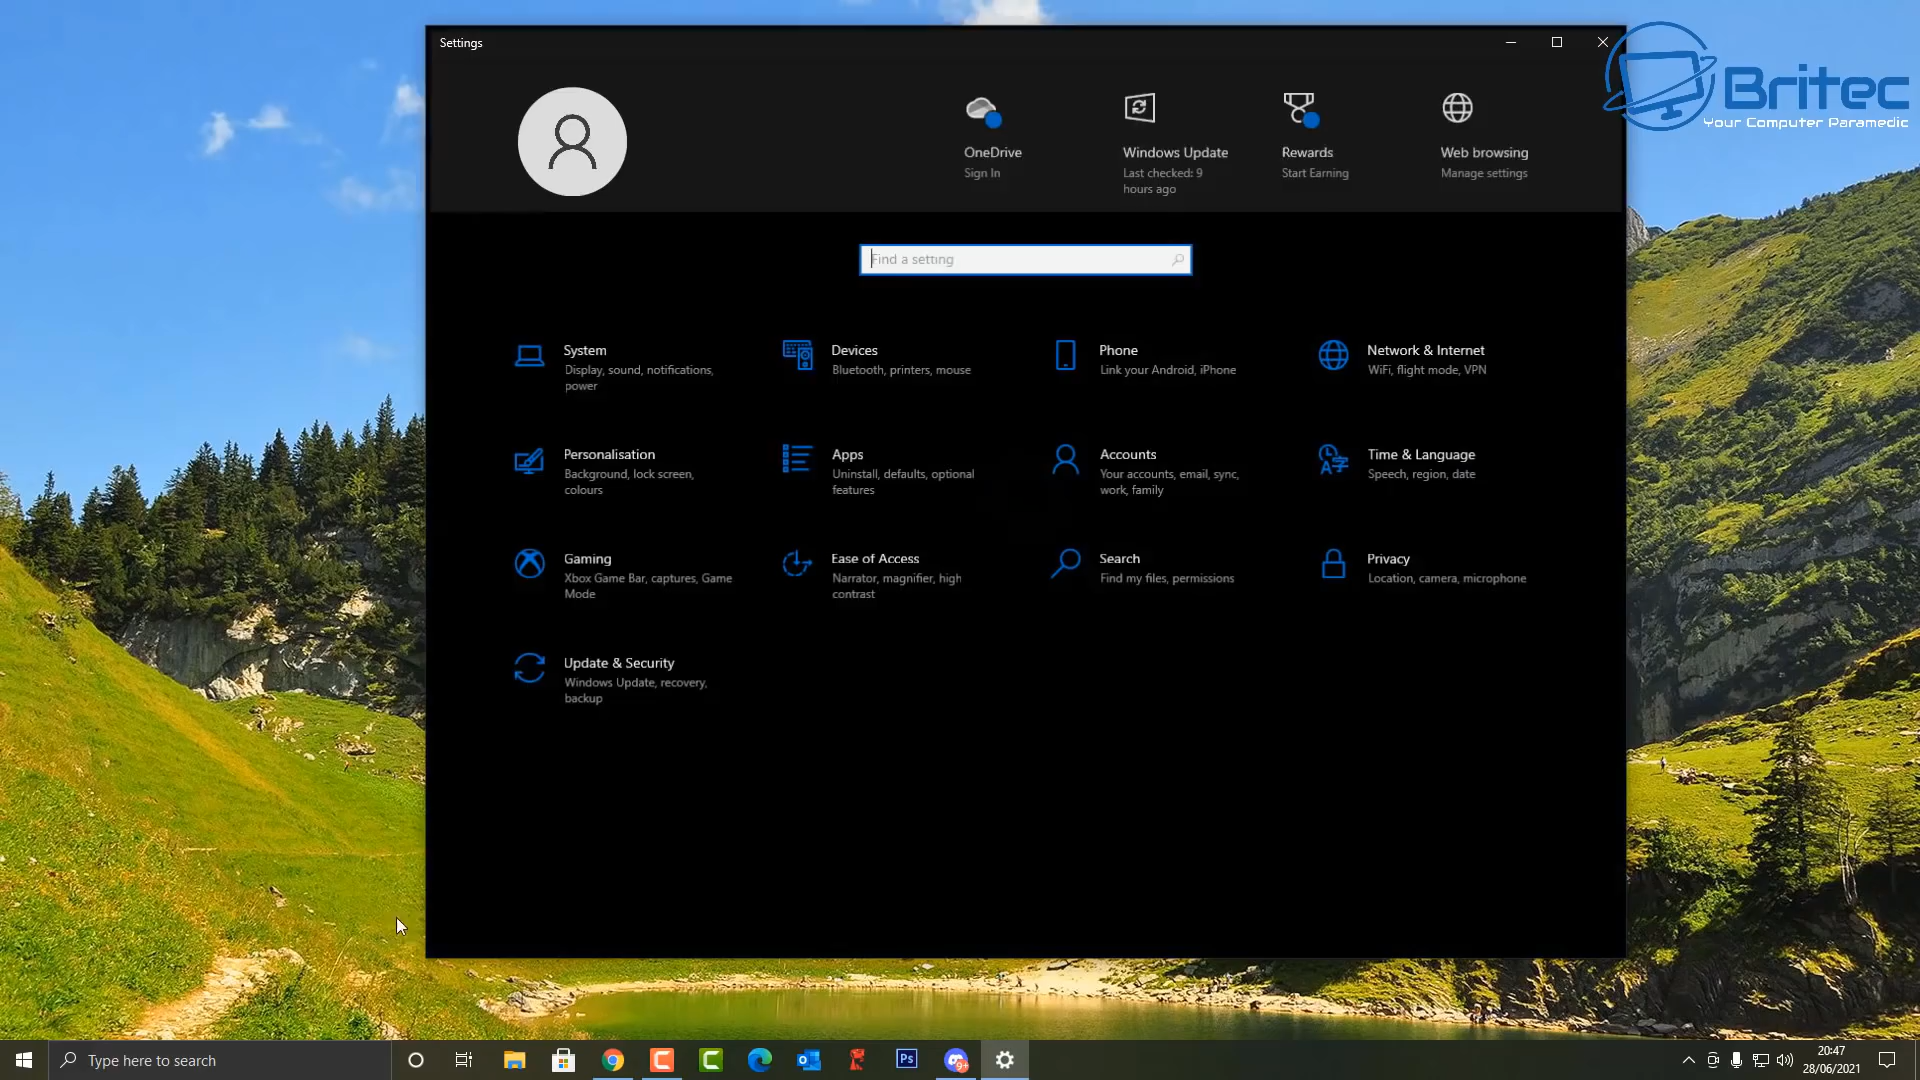 Settings
Britec
Your Computer Paramedic
OneDrive
Sign In
Windows Update
Last checked: 9
hours ago
Rewards
Start Earning
Web browsing
Manage settings
Find a setting
System
Display, sound, notifications,
power
Devices
Bluetooth, printers, mouse
Phone
Link your Android, iPhone
Network & Internet
WiFi, flight mode, VPN
Personalisation
Background, lock screen,
colours
Apps
Uninstall, defaults, optional
features
Accounts
Your accounts, email, sync,
work, family
Time & Language
Speech, region, date
Gaming
Xbox Game Bar, captures, Game
Mode
Ease of Access
Narrator, magnifier, high
contrast
Search
Find my files, permissions
Privacy
Location, camera, microphone
Update & Security
Windows Update, recovery,
backup
Type here to search
Ps
9+
20:47
28/06/2021